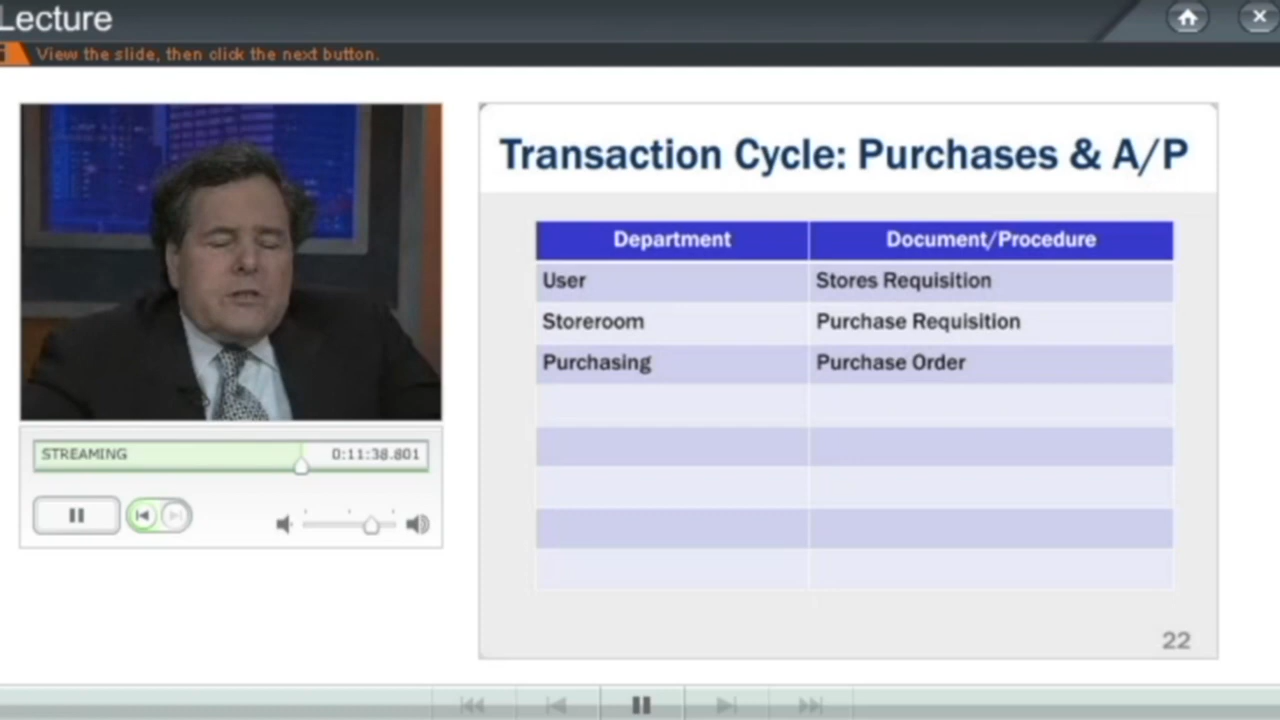 Lecture
View the slide, then click the next button.
Transaction Cycle: Purchases & A/P
Department Document/Procedure
User Stores Requisition
Storeroom Purchase Requisition
Purchasing Purchase Order
STREAMING 0:11:38.801
22